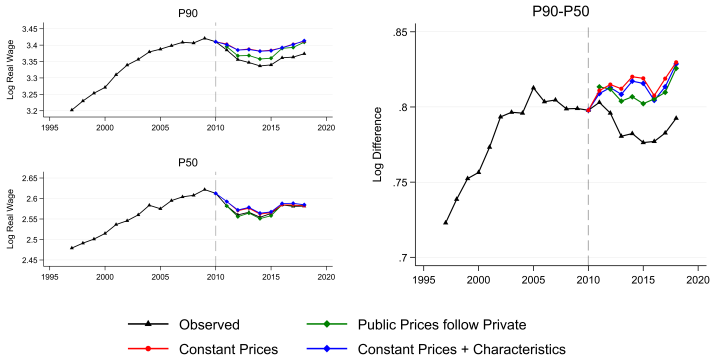 P90
Log Real Wage
3.45
3.4
3.35
3.3
3.25
3.2
1995 2000 2005 2010 2015 2020
P50
Log Real Wage
2.65
2.6
2.55
2.5
2.45
1995 2000 2005 2010 2015 2020
P90-P50
Log Difference
.85
.8
.75
.7
1995 2000 2005 2010 2015 2020
Observed
Public Prices follow Private
Constant Prices
Constant Prices + Characteristics